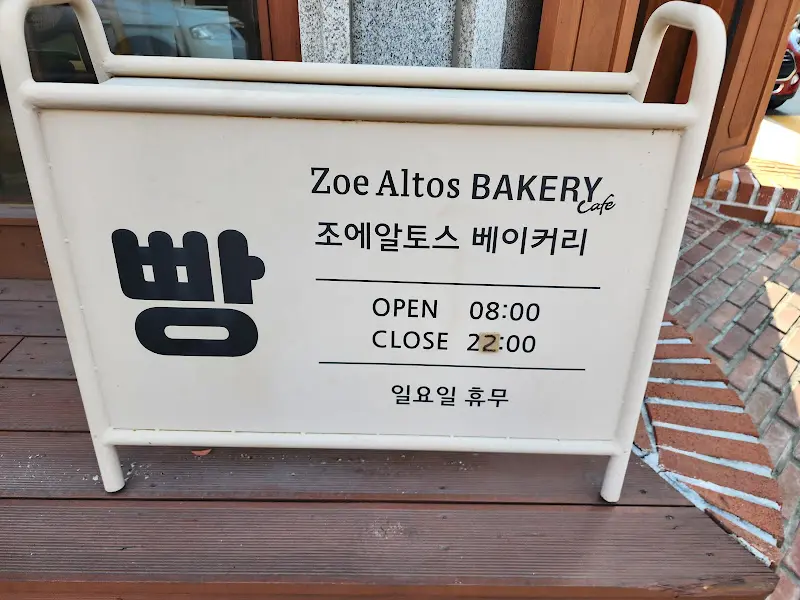 빵
Zoe Altos BAKERY
Cafe
조에알토스 베이커리
OPEN 08:00
CLOSE 22:00
일요일 휴무